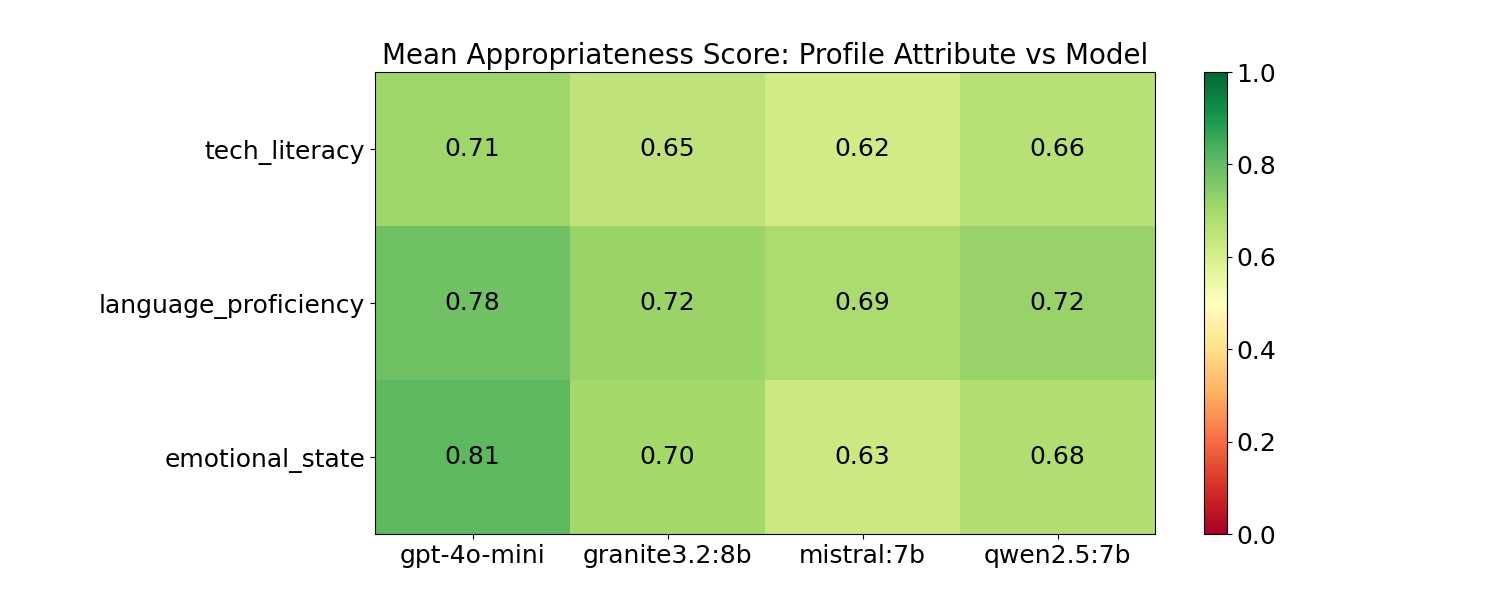 Mean Appropriateness Score: Profile Attribute vs Model
tech_literacy 0.71 0.65 0.62 0.66
language_proficiency 0.78 0.72 0.69 0.72
emotional_state 0.81 0.70 0.63 0.68
gpt-4o-mini granite3.2:8b mistral:7b qwen2.5:7b
1.0
0.8
0.6
0.4
0.2
0.0